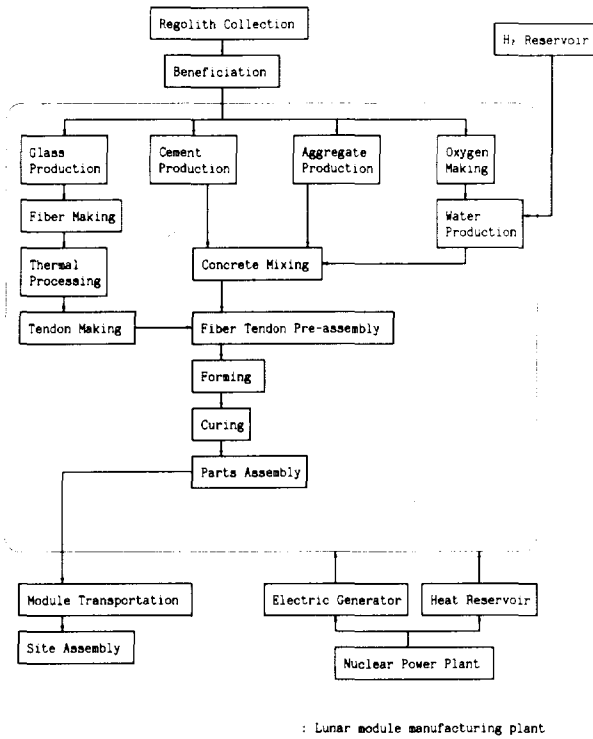 Regolith Collection
H₂ Reservoir
Beneficiation
Glass
Production
Cement
Production
Aggregate
Production
Oxygen
Making
Fiber Making
Water
Production
Thermal
Processing
Concrete Mixing
Tendon Making
Fiber Tendon Pre-assembly
Forming
Curing
Parts Assembly
Module Transportation
Electric Generator
Heat Reservoir
Site Assembly
Nuclear Power Plant
: Lunar module manufacturing plant